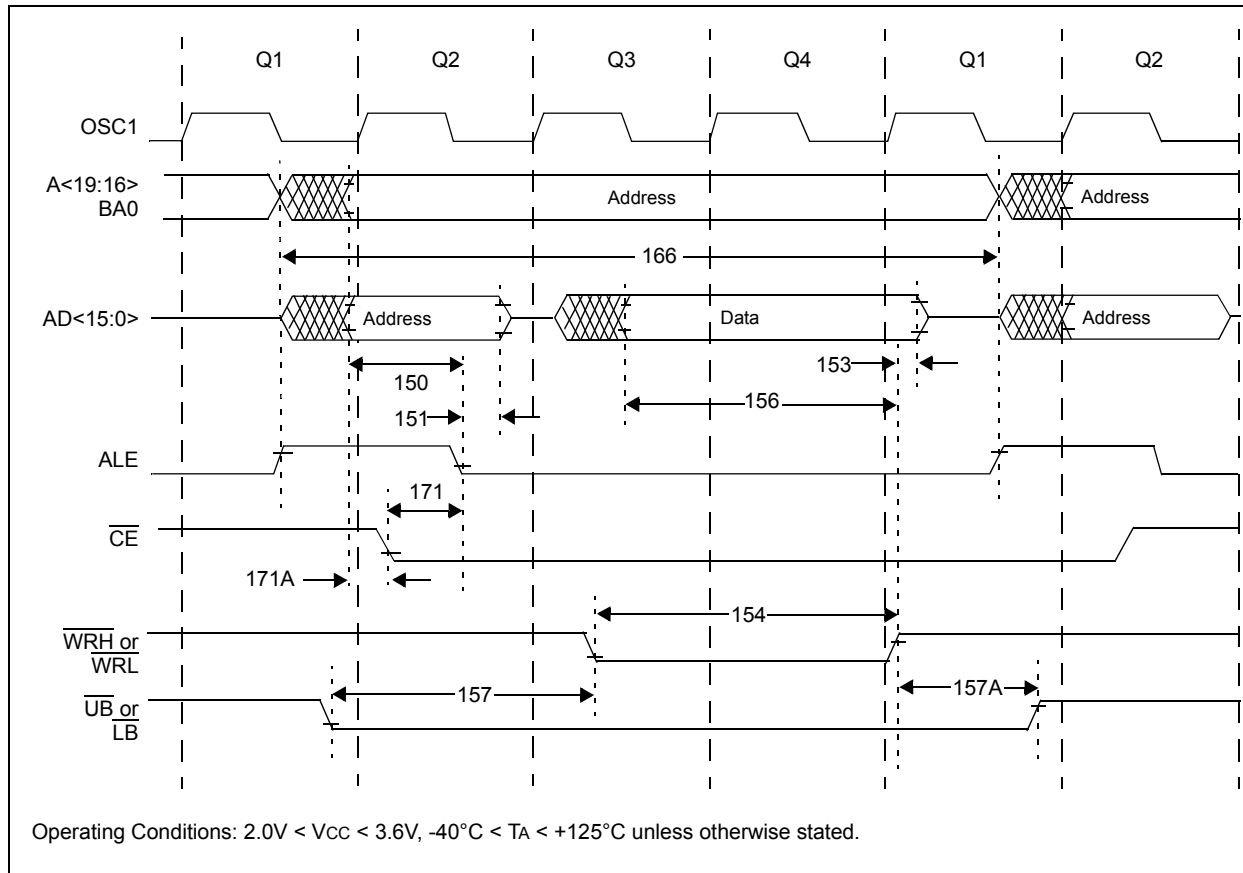 Q1 Q2 Q3 Q4 Q1 Q2
OSC1
A<19:16>
BA0
Address
Address
166
AD<15:0>
Address
Data
Address
150
153
151
156
ALE
171
CE
171A
154
WRH or
WRL
157
157A
UB or
LB
Operating Conditions: 2.0V < VCC < 3.6V, -40°C < TA < +125°C unless otherwise stated.